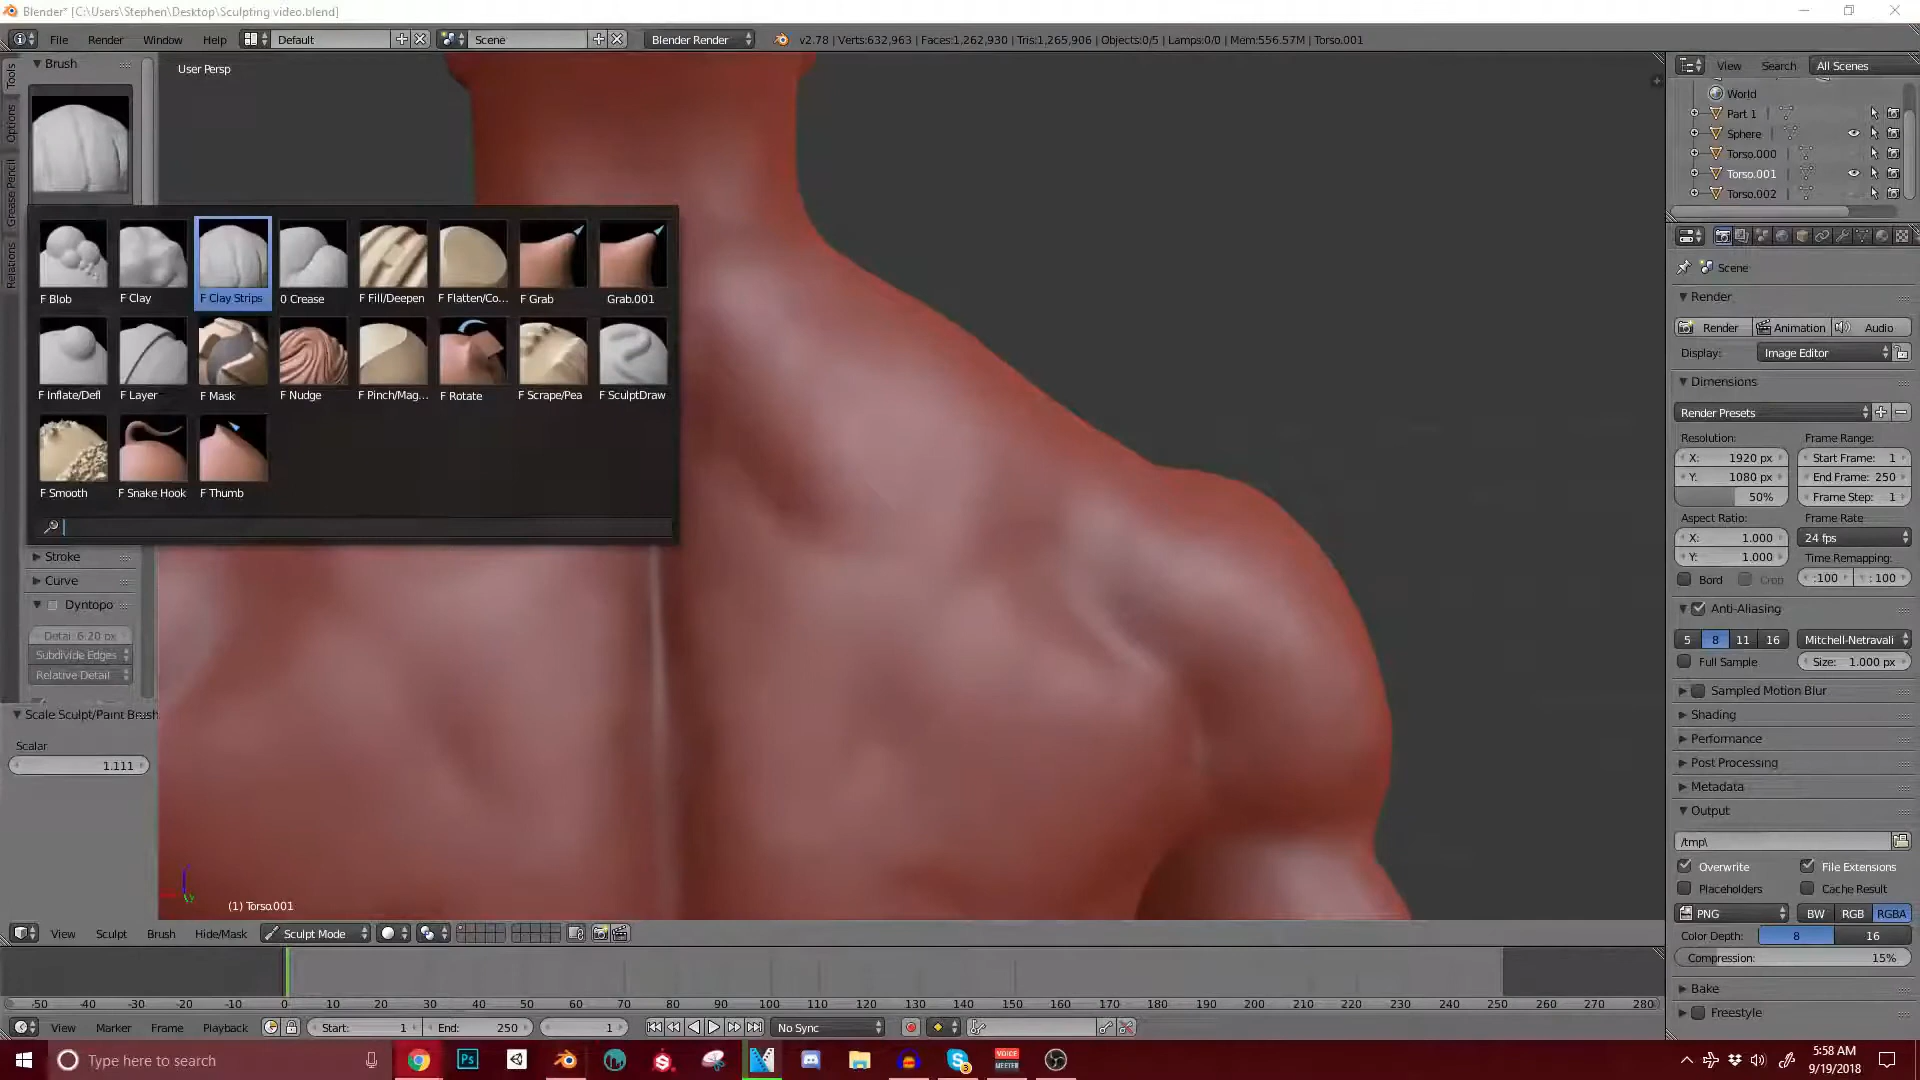 Blender* [C:\Users\Stephen\Desktop\Sculpting video.blend]
File Render Window Help Default Scene Blender Render v2.78 | Verts:632,963 | Faces:1,262,930 | Tris:1,265,906 | Objects:0/5 | Lamps:0/0 | Mem:556.57M | Torso.001
Brush
User Persp
View Search All Scenes
World
Part 1
Sphere
Torso.000
Torso.001
Torso.002
Tools
Options
Grease Pencil
Relations
F Blob F Clay F Clay Strips 0 Crease F Fill/Deepen F Flatten/Co... F Grab Grab.001
F Inflate/Defl F Layer F Mask F Nudge F Pinch/Mag... F Rotate F Scrape/Pea F SculptDraw
F Smooth F Snake Hook F Thumb
Stroke
Curve
Dyntopo
Detai: 6.20 px
Subdivide Edges
Relative Detail
Scale Sculpt/Paint Brush
Scalar
1.111
Scene
Render
Render Animation Audio
Display: Image Editor
Dimensions
Render Presets
Resolution: Frame Range:
X: 1920 px Start Frame: 1
Y: 1080 px End Frame: 250
50% Frame Step: 1
Aspect Ratio: Frame Rate
X: 1.000 24 fps
Y: 1.000 Time Remapping:
Bord Crop :100 : 100
Anti-Aliasing
5 8 11 16 Mitchell-Netravali
Full Sample Size: 1.000 px
Sampled Motion Blur
Shading
Performance
Post Processing
Metadata
Output
/tmp\
Overwrite File Extensions
Placeholders Cache Result
PNG BW RGB RGBA
Color Depth: 8 16
Compression: 15%
Bake
Freestyle
(1) Torso.001
View Sculpt Brush Hide/Mask Sculpt Mode
-50 -40 -30 -20 -10 0 10 20 30 40 50 60 70 80 90 100 110 120 130 140 150 160 170 180 190 200 210 220 230 240 250 260 270 280
View Marker Frame Playback Start: 1 End: 250 1 No Sync
Type here to search
Ps
VOICE
MEETER
3
5:58 AM
9/19/2018